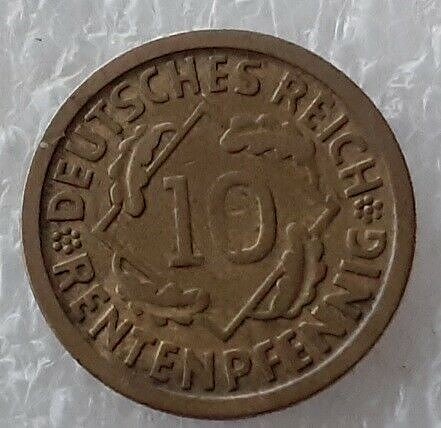 DEUTSCHES REICH
10
RENTENPFENNIG